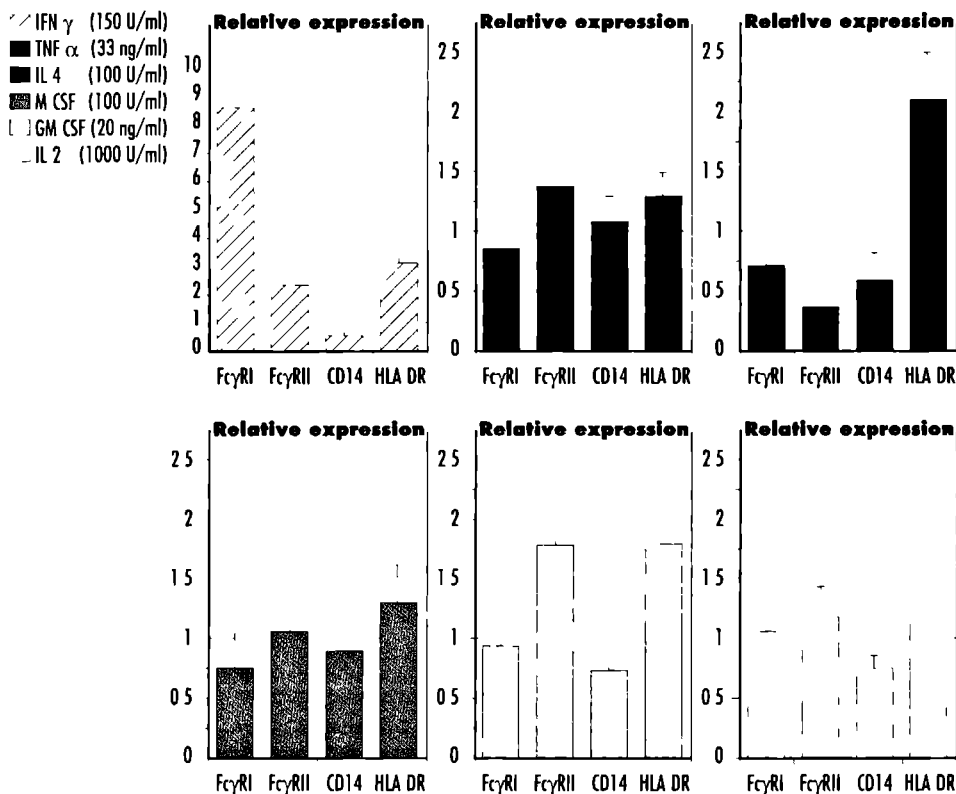 IFN γ (150 U/ml)
TNF α (33 ng/ml)
IL 4 (100 U/ml)
M CSF (100 U/ml)
GM CSF (20 ng/ml)
IL 2 (1000 U/ml)
Relative expression
10
9
8
7
6
5
4
3
2
1
0
FcγRI FcγRII CD14 HLA DR
Relative expression
2 5
2
1 5
1
0 5
0
FcγRI FcγRII CD14 HLA DR
Relative expression
2 5
2
1 5
1
0 5
0
FcγRI FcγRII CD14 HLA DR
Relative expression
2 5
2
1 5
1
0 5
0
FcγRI FcγRII CD14 HLA DR
Relative expression
2 5
2
1 5
1
0 5
0
FcγRI FcγRII CD14 HLA DR
Relative expression
2 5
2
1 5
1
0 5
0
FcγRI FcγRII CD14 HLA DR